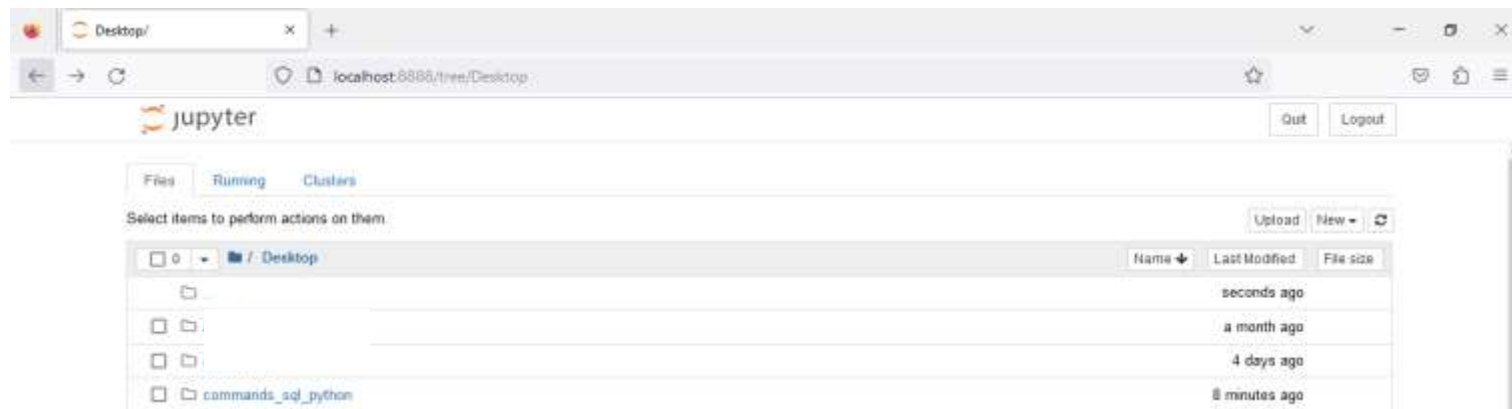 Desktop/
localhost:8888/tree/Desktop
jupyter
Quit Logout
Files Running Clusters
Select items to perform actions on them.
Upload New
0 / Desktop Name Last Modified File size
.. seconds ago
a month ago
4 days ago
commands_sql_python 8 minutes ago